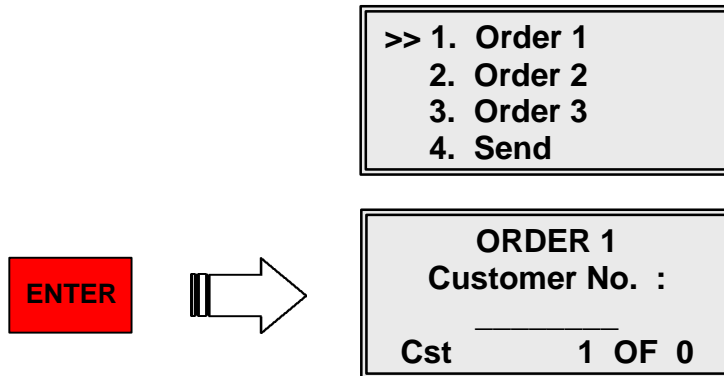 >> 1. Order 1
2. Order 2
3. Order 3
4. Send
ENTER
ORDER 1
Customer No. :
________
Cst 1 OF 0